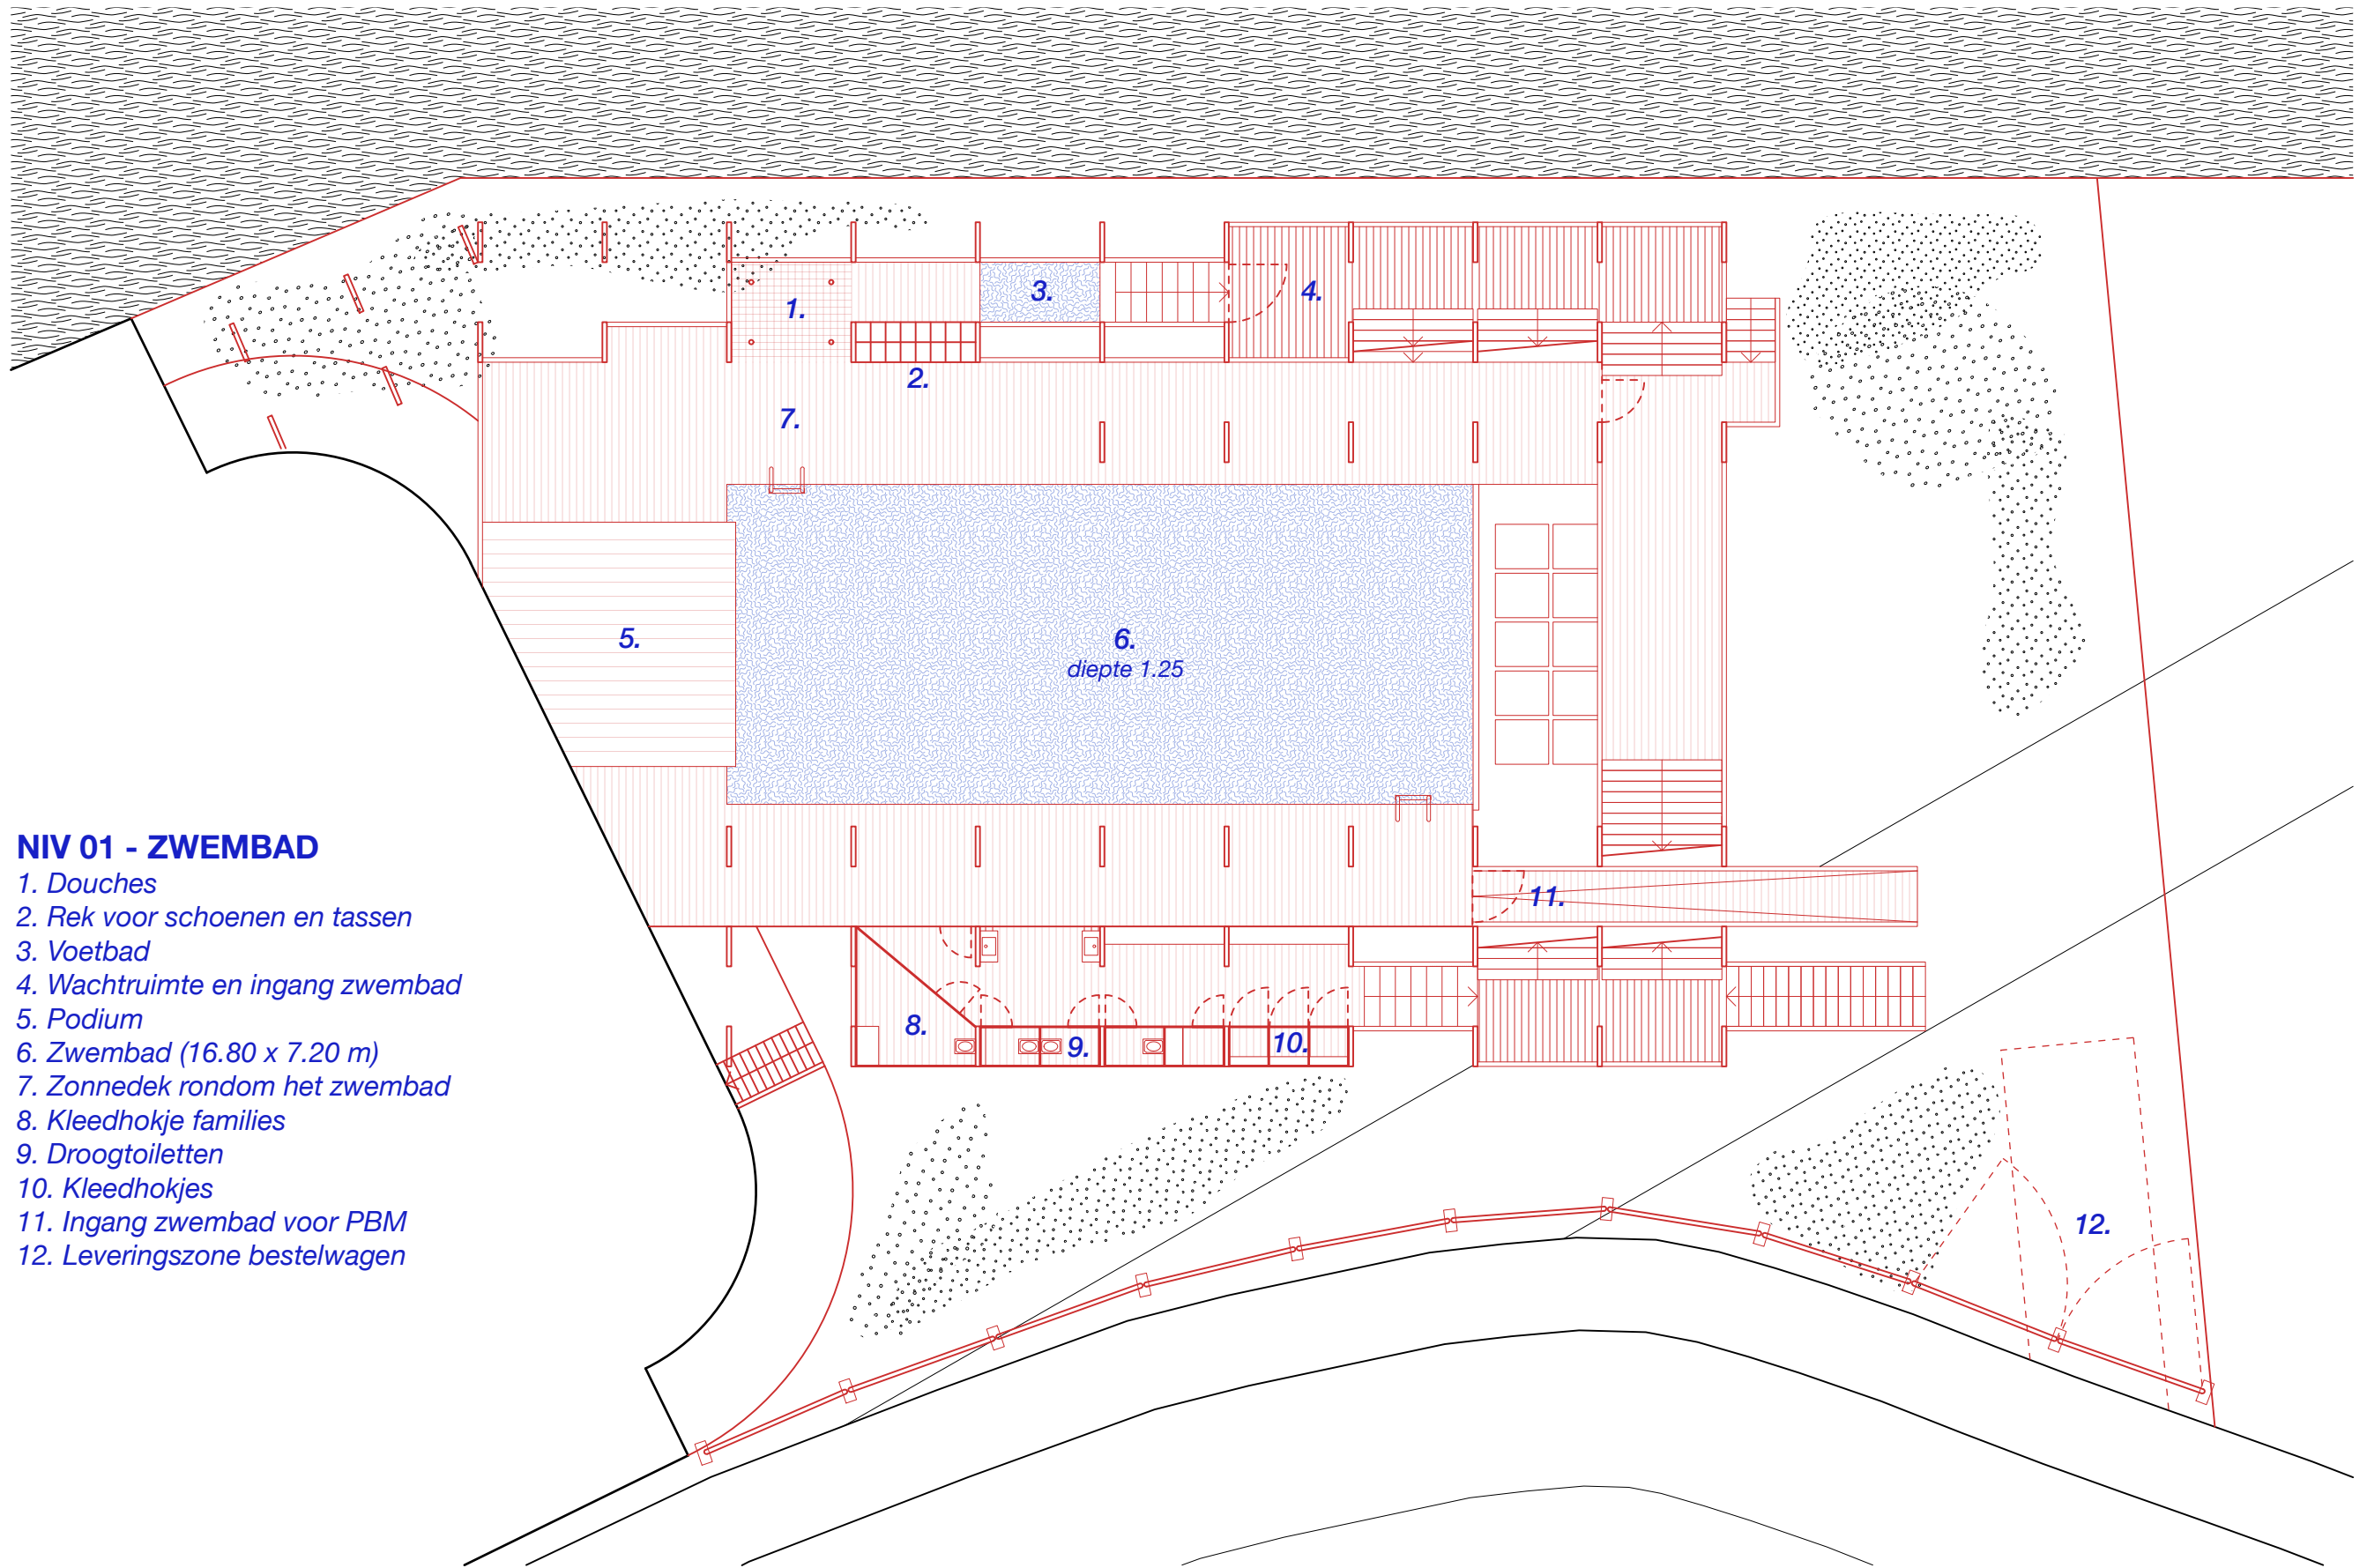 1.
3.
4.
2.
7.
5.
6.
diepte 1.25
NIV 01 - ZWEMBAD
1. Douches
2. Rek voor schoenen en tassen
3. Voetbad
4. Wachtruimte en ingang zwembad
5. Podium
6. Zwembad (16.80 x 7.20 m)
7. Zonnedek rondom het zwembad
8. Kleedhokje families
9. Droogtoiletten
10. Kleedhokjes
11. Ingang zwembad voor PBM
12. Leveringszone bestelwagen
11.
8.
9.
10.
12.